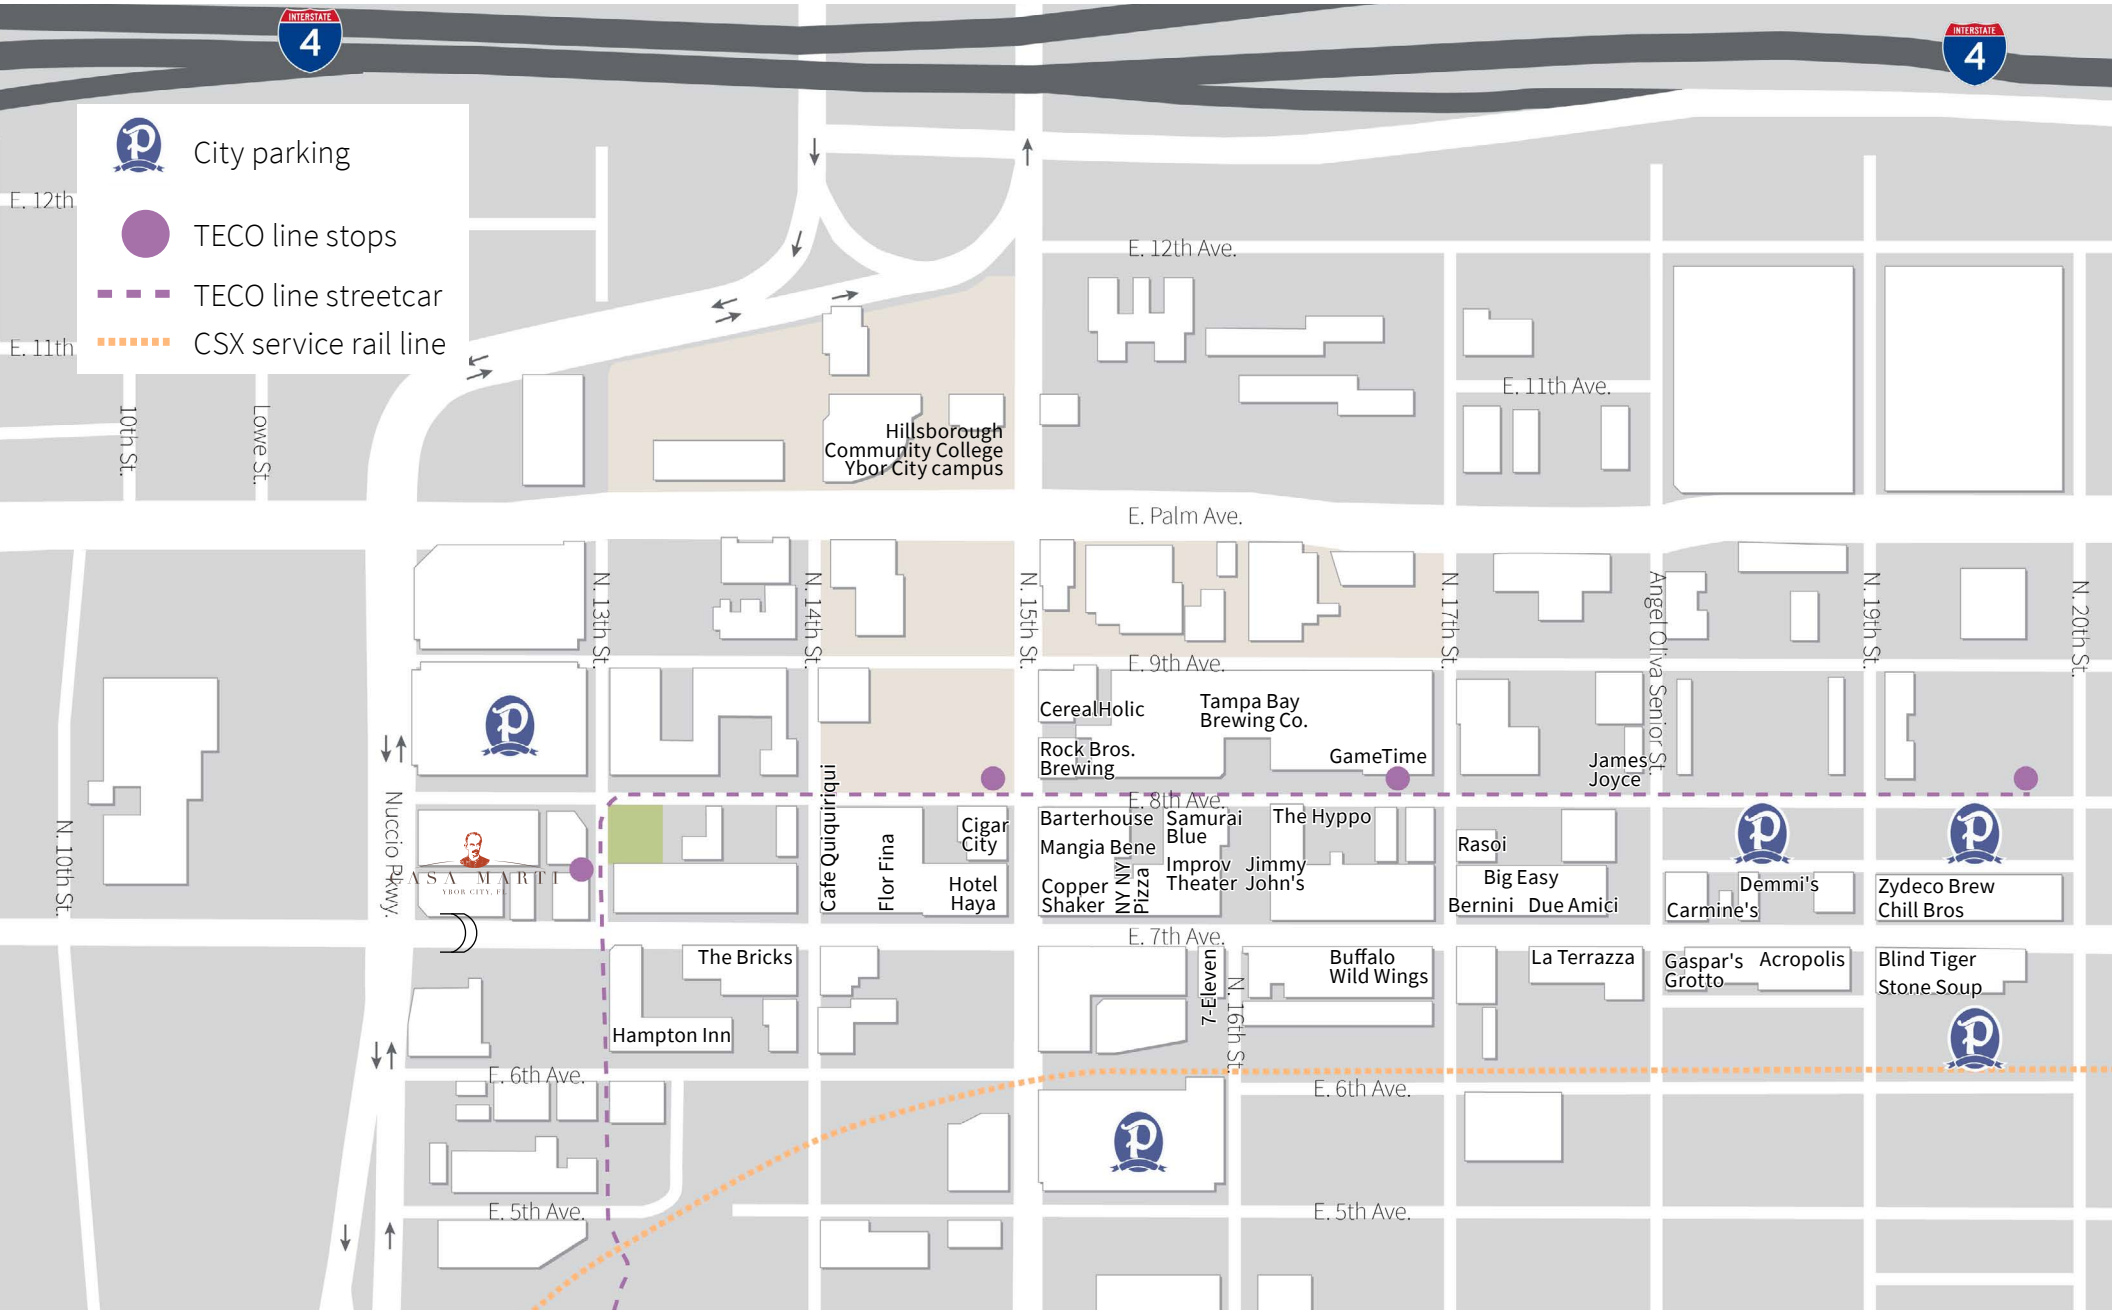 INTERSTATE
4
INTERSTATE
4
City parking
TECO line stops
TECO line streetcar
CSX service rail line
E. 12th
E. 11th
E. 12th Ave.
E. 11th Ave.
10th St.
Lowe St.
Hillsborough
Community College
Ybor City campus
E. Palm Ave.
N. 13th St.
N. 14th St.
N. 15th St.
N. 17th St.
Angel Oliva Senior St.
N. 19th St.
N. 20th St.
E. 9th Ave.
P
CerealHolic
Tampa Bay
Brewing Co.
Rock Bros.
Brewing
GameTime
James
Joyce
Nuccio Pkwy.
N. 10th St.
E. 8th Ave.
ASA MARTI
YBOR CITY, FL
Cafe Quiquiriqui
Flor Fina
Cigar
City
Hotel
Haya
Barterhouse
Mangia Bene
Copper
Shaker
NY NY
Pizza
Samurai
Blue
Improv
Theater
The Hyppo
Jimmy
John's
Rasoi
Big Easy
Bernini
Due Amici
P
P
Demmi's
Carmine's
Zydeco Brew
Chill Bros
E. 7th Ave.
The Bricks
Hampton Inn
7-Eleven
N. 16th St.
Buffalo
Wild Wings
La Terrazza
Gaspar's
Grotto
Acropolis
Blind Tiger
Stone Soup
P
E. 6th Ave.
E. 6th Ave.
P
E. 5th Ave.
E. 5th Ave.